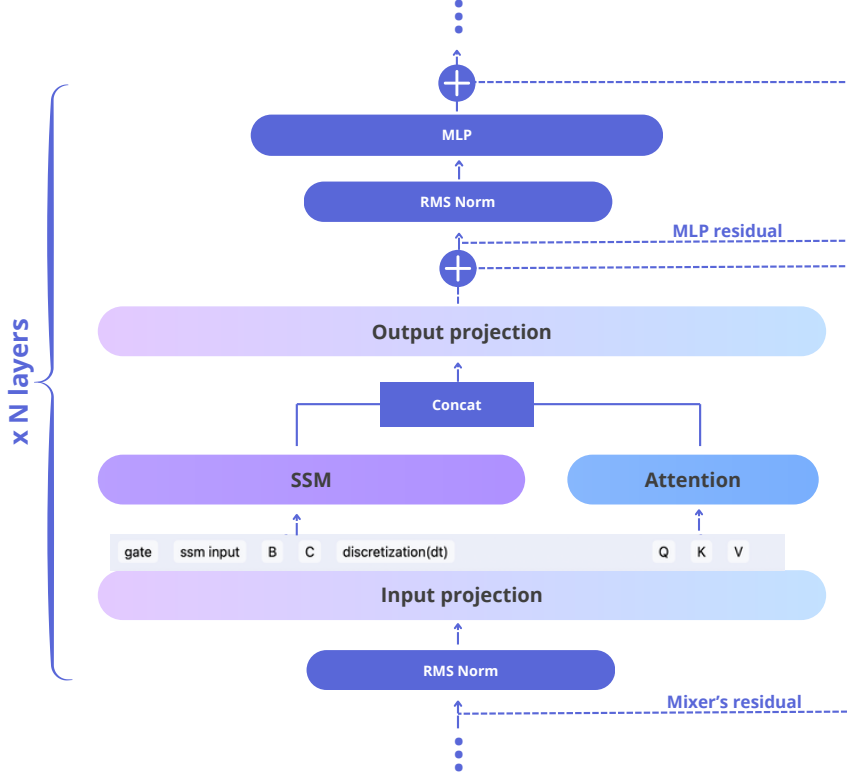 MLP
RMS Norm
MLP residual
Output projection
x N layers
Concat
SSM
Attention
gate ssm input B C discretization(dt) Q K V
Input projection
RMS Norm
Mixer’s residual